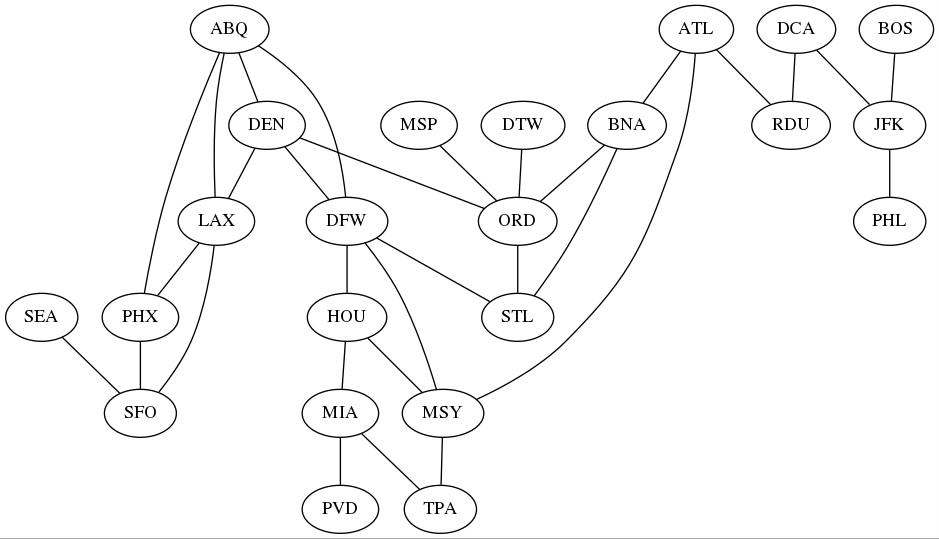 ABQ ATL DCA BOS
DEN MSP DTW BNA RDU JFK
LAX DFW ORD PHL
SEA PHX HOU STL
SFO MIA MSY
PVD TPA